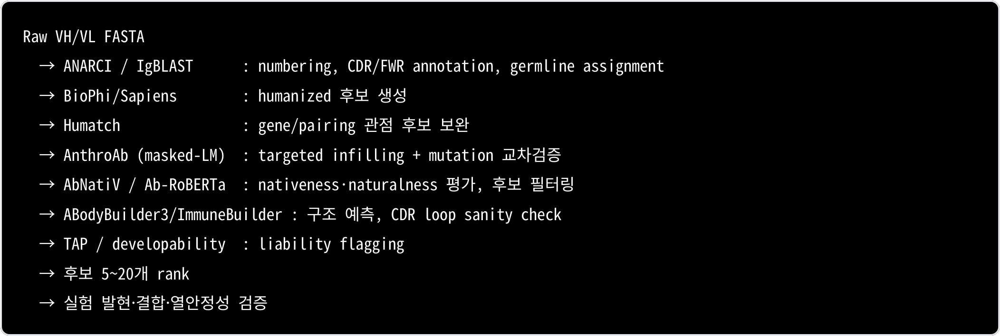 Raw VH/VL FASTA
→ ANARCI / IgBLAST : numbering, CDR/FWR annotation, germline assignment
→ BioPhi/Sapiens : humanized 후보 생성
→ Humatch : gene/pairing 관점 후보 보완
→ AnthroAb (masked-LM) : targeted infilling + mutation 교차검증
→ AbNatiV / Ab-RoBERTa : nativeness·naturalness 평가, 후보 필터링
→ ABodyBuilder3/ImmuneBuilder : 구조 예측, CDR loop sanity check
→ TAP / developability : liability flagging
→ 후보 5~20개 rank
→ 실험 발현·결합·열안정성 검증